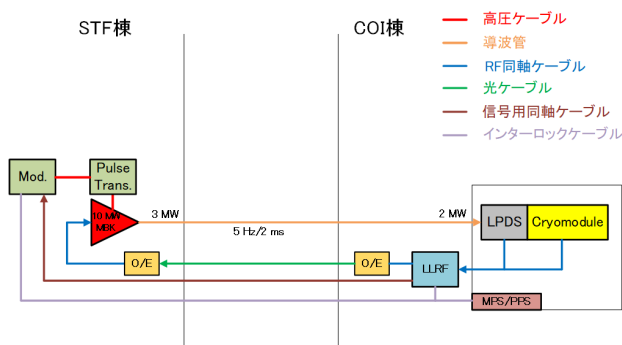 STF棟
COI棟
高圧ケーブル
導波管
RF同軸ケーブル
光ケーブル
信号用同軸ケーブル
インターロックケーブル
Mod.
Pulse
Trans.
10 MW
MBK
3 MW
5 Hz/2 ms
2 MW
LPDS
Cryomodule
O/E
O/E
LLRF
MPS/PPS